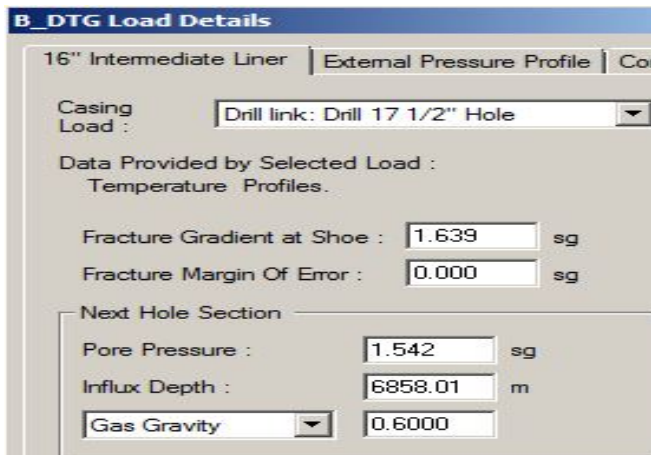 B_DTG Load Details
16" Intermediate Liner External Pressure Profile Co
Casing Load : Drill link: Drill 17 1/2" Hole
Data Provided by Selected Load :
Temperature Profiles.
Fracture Gradient at Shoe : 1.639 sg
Fracture Margin Of Error : 0.000 sg
Next Hole Section
Pore Pressure : 1.542 sg
Influx Depth : 6858.01 m
Gas Gravity 0.6000